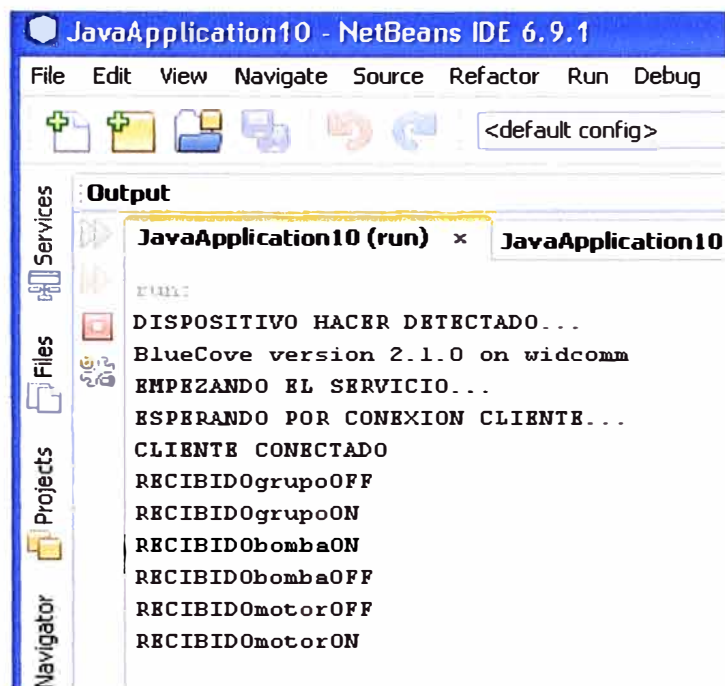 JavaApplication10 - NetBeans IDE 6.9.1
File Edit View Navigate Source Refactor Run Debug
<default config>
Services
Files
Projects
Navigator
Output
JavaApplication10 (run) × JavaApplication10
run:
DISPOSITIVO HACER DETECTADO...
BlueCove version 2.1.0 on widcomm
EMPEZANDO EL SERVICIO...
ESPERANDO POR CONEXION CLIENTE...
CLIENTE CONECTADO
RECIBIDOgrupoOFF
RECIBIDOgrupoON
RECIBIDObombaON
RECIBIDObombaOFF
RECIBIDOmotorOFF
RECIBIDOmotorON